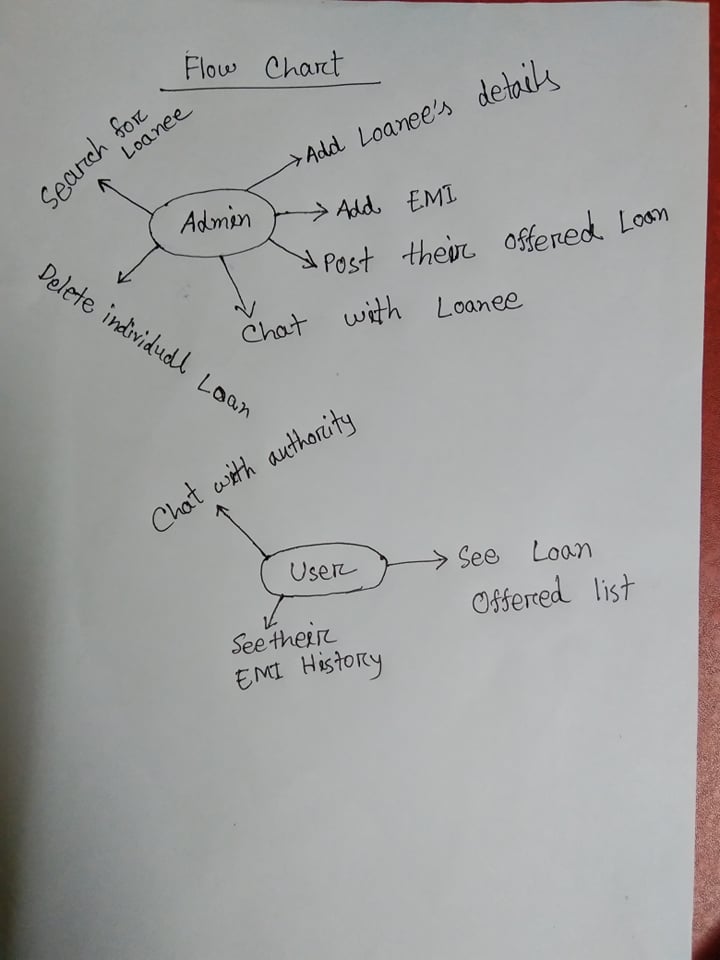 Flow Chart
Search for
Loanee
Add Loanee's details
Admin
Add EMI
Post their offered Loan
Chat with Loanee
Delete individual Loan
Chat with authority
User
See Loan
Offered list
See their
EMI History